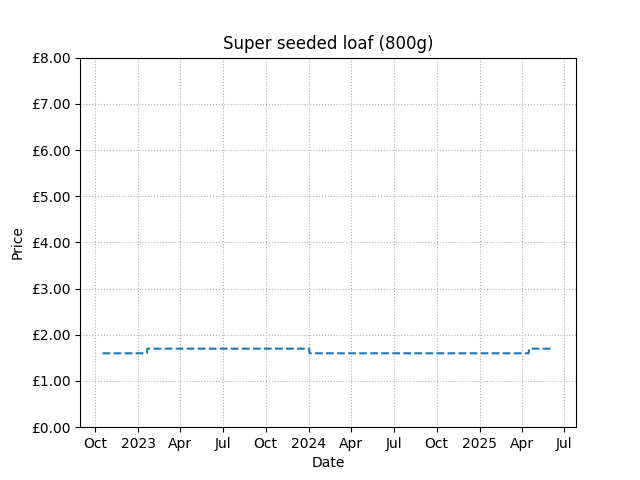 Super seeded loaf (800g)
£8.00
£7.00
£6.00
£5.00
£4.00
£3.00
£2.00
£1.00
£0.00
Price
Oct 2023 Apr Jul Oct 2024 Apr Jul Oct 2025 Apr Jul
Date